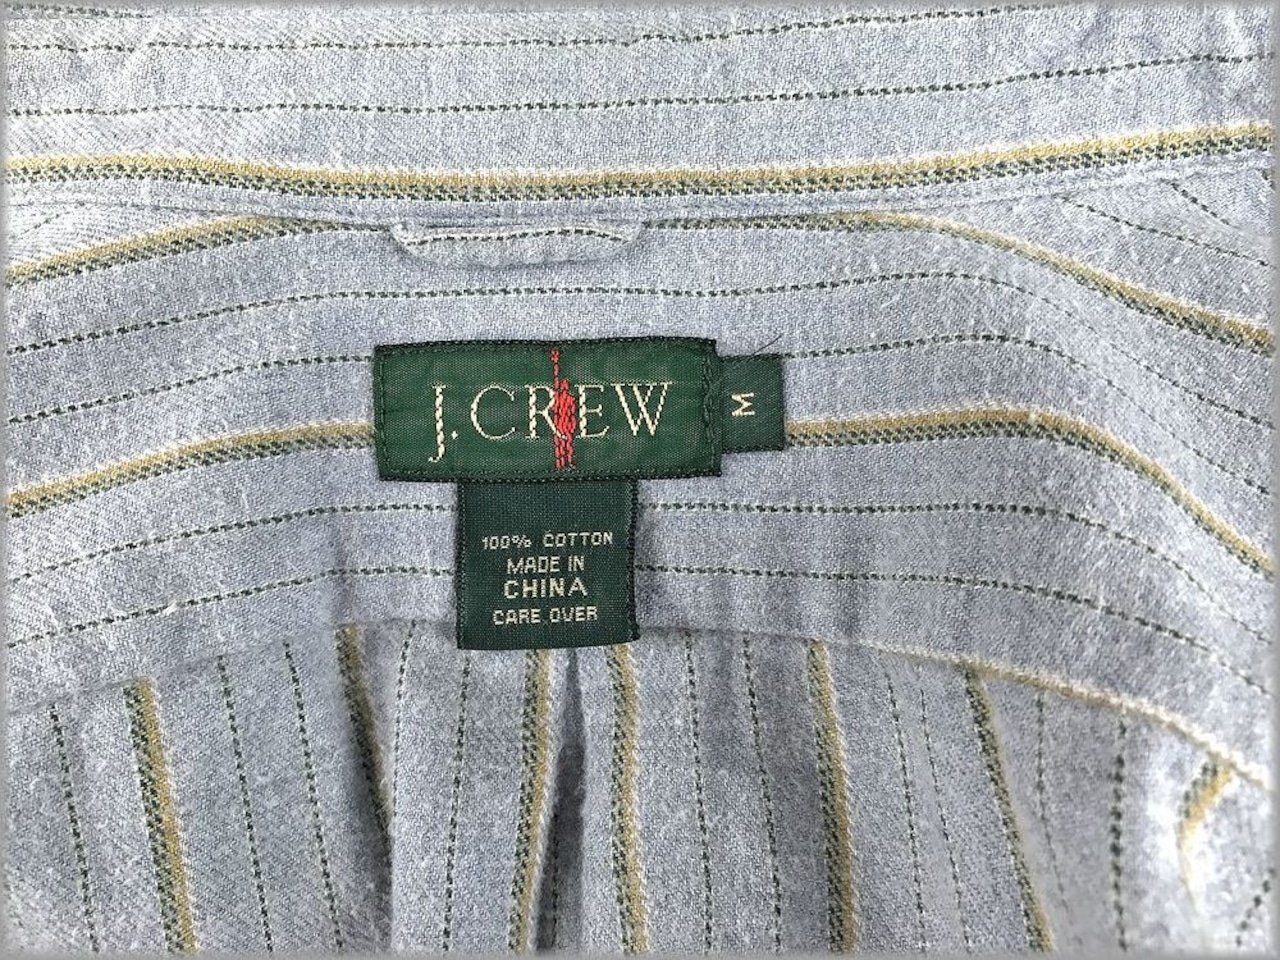 J.CREW
M
100% COTTON
MADE IN
CHINA
CARE OVER